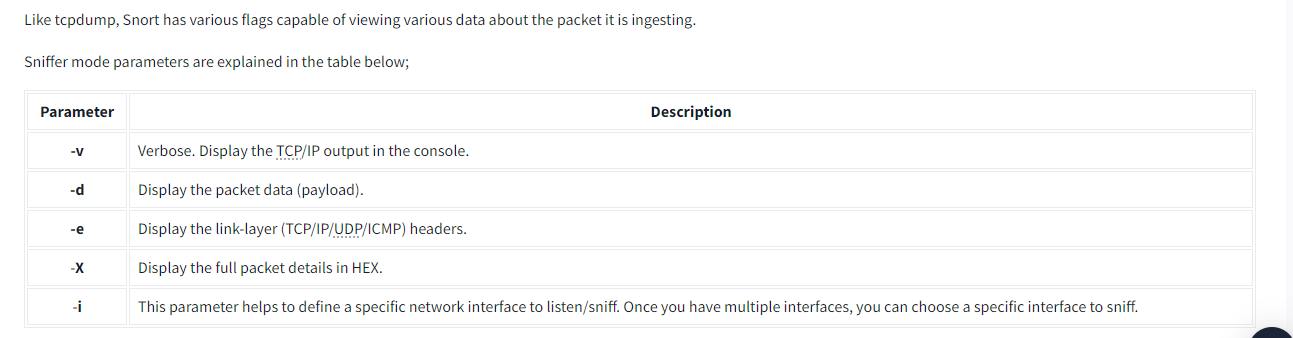 Like tcpdump, Snort has various flags capable of viewing various data about the packet it is ingesting.
Sniffer mode parameters are explained in the table below;
Parameter Description
-v Verbose. Display the TCP/IP output in the console.
-d Display the packet data (payload).
-e Display the link-layer (TCP/IP/UDP/ICMP) headers.
-X Display the full packet details in HEX.
-i This parameter helps to define a specific network interface to listen/sniff. Once you have multiple interfaces, you can choose a specific interface to sniff.